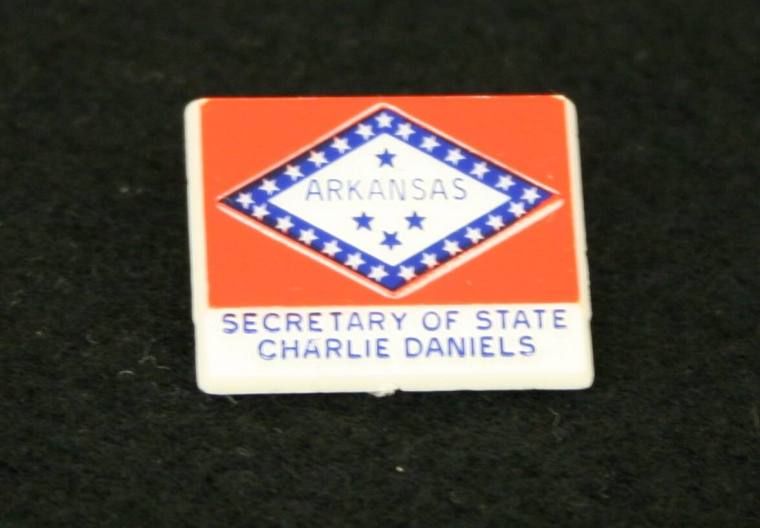 ARKANSAS
SECRETARY OF STATE
CHARLIE DANIELS